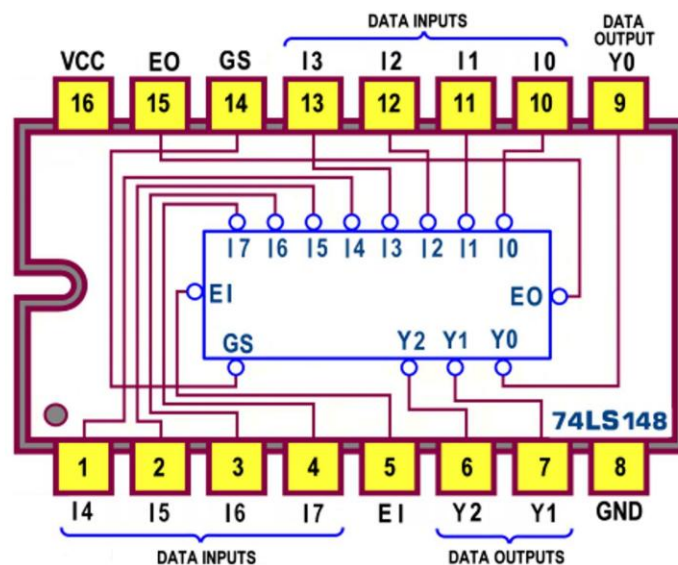 DATA INPUTS
DATA OUTPUT
VCC EO GS I3 I2 I1 I0 Y0
16 15 14 13 12 11 10 9
I7 I6 I5 I4 I3 I2 I1 I0
EI EO
GS Y2 Y1 Y0
74LS148
1 2 3 4 5 6 7 8
I4 I5 I6 I7 EI Y2 Y1 GND
DATA INPUTS DATA OUTPUTS